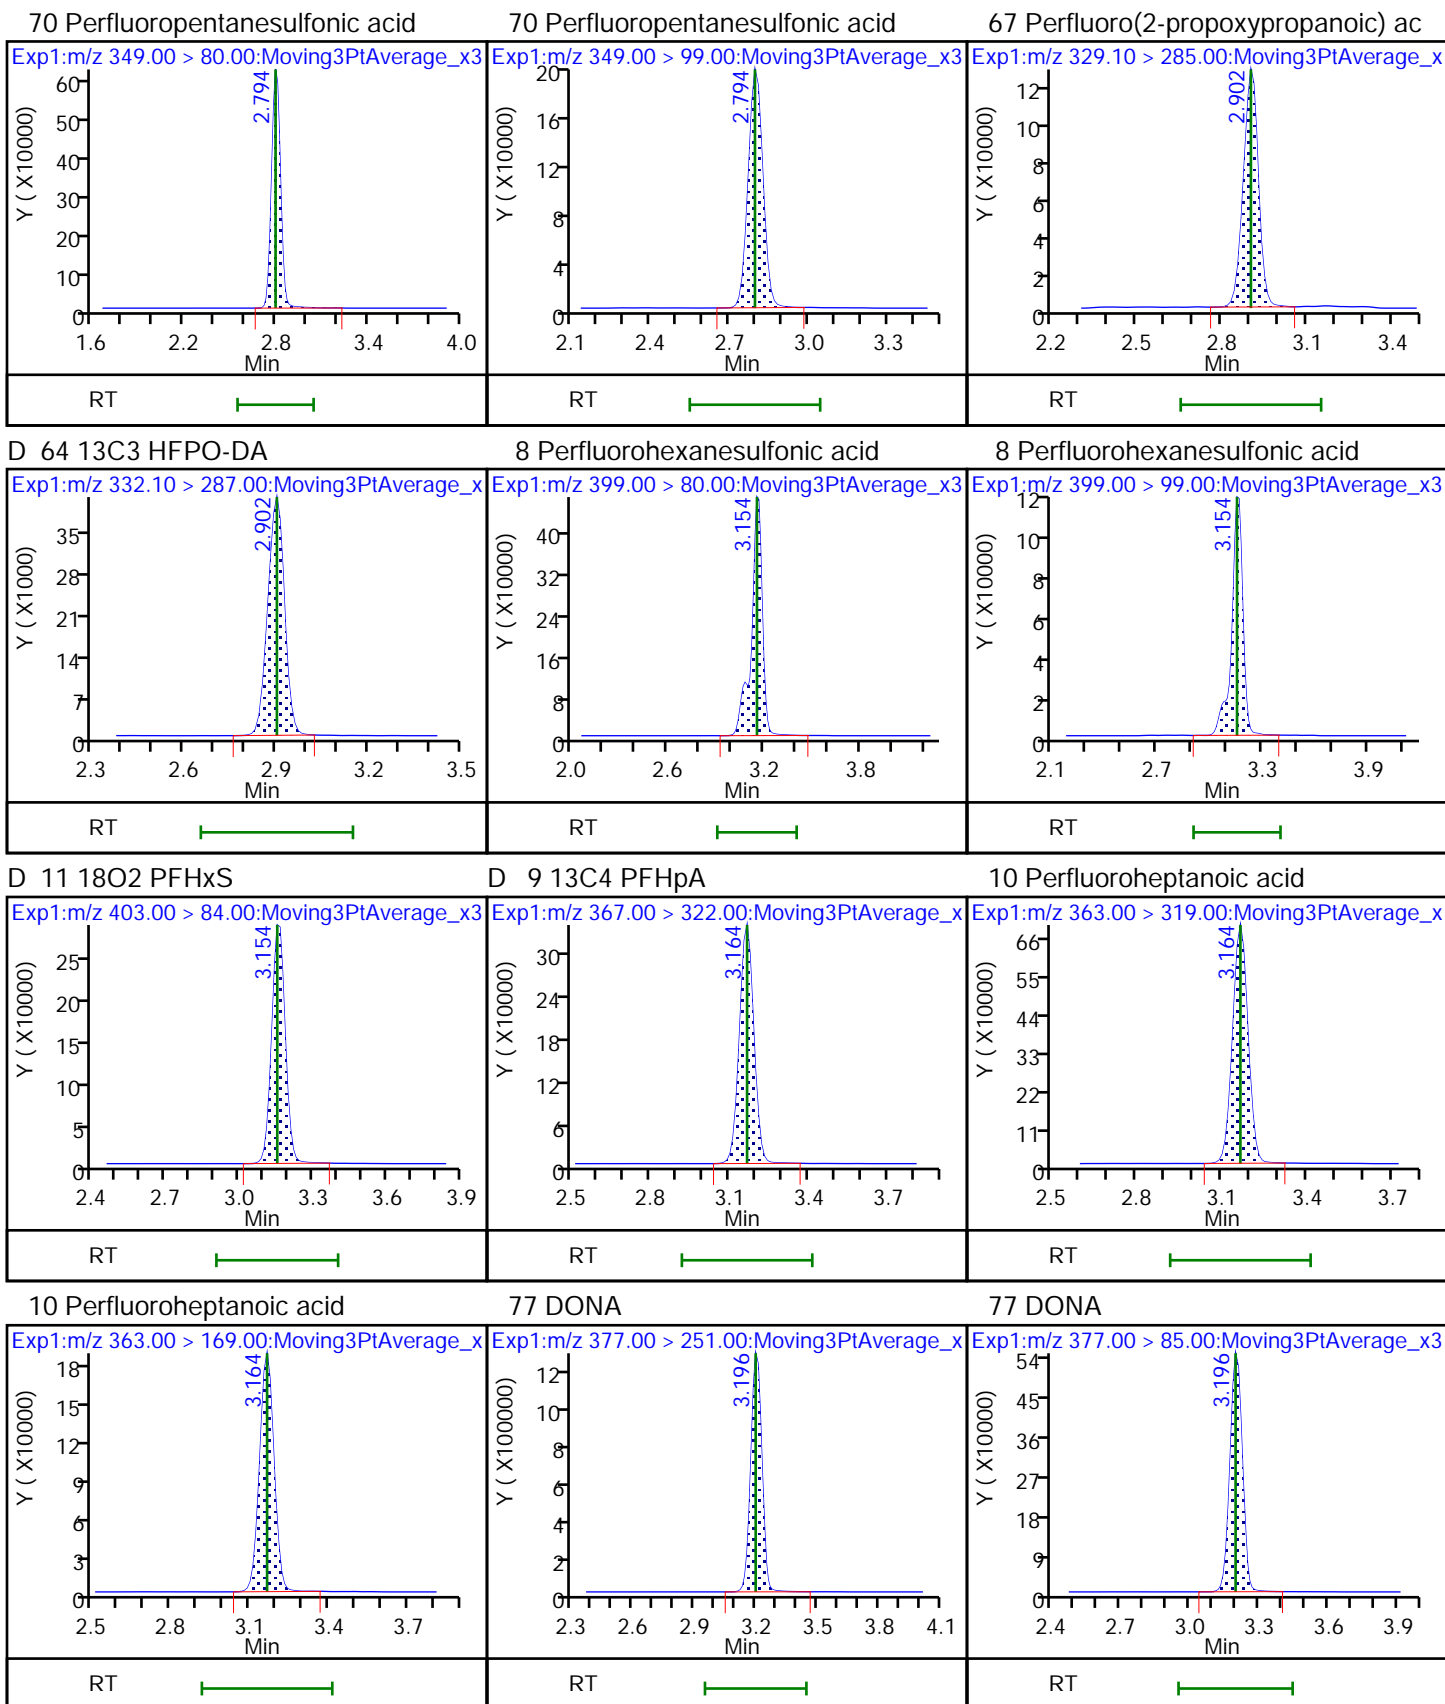 70 Perfluoropentanesulfonic acid
Exp1:m/z 349.00 > 80.00:Moving3PtAverage_x3
2.794
Y ( X10000)
60
50
40
30
20
10
0
1.6 2.2 2.8 3.4 4.0
Min
RT
70 Perfluoropentanesulfonic acid
Exp1:m/z 349.00 > 99.00:Moving3PtAverage_x3
2.794
Y ( X10000)
20
16
12
8
4
0
2.1 2.4 2.7 3.0 3.3
Min
RT
67 Perfluoro(2-propoxypropanoic) ac
Exp1:m/z 329.10 > 285.00:Moving3PtAverage_x
2.902
Y ( X10000)
12
10
8
6
4
2
0
2.2 2.5 2.8 3.1 3.4
Min
RT
D 64 13C3 HFPO-DA
Exp1:m/z 332.10 > 287.00:Moving3PtAverage_x
2.902
Y ( X1000)
35
28
21
14
7
0
2.3 2.6 2.9 3.2 3.5
Min
RT
8 Perfluorohexanesulfonic acid
Exp1:m/z 399.00 > 80.00:Moving3PtAverage_x3
3.154
Y ( X10000)
40
32
24
16
8
0
2.0 2.6 3.2 3.8
Min
RT
8 Perfluorohexanesulfonic acid
Exp1:m/z 399.00 > 99.00:Moving3PtAverage_x3
3.154
Y ( X10000)
12
10
8
6
4
2
0
2.1 2.7 3.3 3.9
Min
RT
D 11 18O2 PFHxS
Exp1:m/z 403.00 > 84.00:Moving3PtAverage_x3
3.154
Y ( X10000)
25
20
15
10
5
0
2.4 2.7 3.0 3.3 3.6 3.9
Min
RT
D 9 13C4 PFHpA
Exp1:m/z 367.00 > 322.00:Moving3PtAverage_x
3.164
Y ( X10000)
30
24
18
12
6
0
2.5 2.8 3.1 3.4 3.7
Min
RT
10 Perfluoroheptanoic acid
Exp1:m/z 363.00 > 319.00:Moving3PtAverage_x
3.164
Y ( X10000)
66
55
44
33
22
11
0
2.5 2.8 3.1 3.4 3.7
Min
RT
10 Perfluoroheptanoic acid
Exp1:m/z 363.00 > 169.00:Moving3PtAverage_x
3.164
Y ( X10000)
18
15
12
9
6
3
0
2.5 2.8 3.1 3.4 3.7
Min
RT
77 DONA
Exp1:m/z 377.00 > 251.00:Moving3PtAverage_x
3.196
Y ( X100000)
12
10
8
6
4
2
0
2.3 2.6 2.9 3.2 3.5 3.8 4.1
Min
RT
77 DONA
Exp1:m/z 377.00 > 85.00:Moving3PtAverage_x3
3.196
Y ( X10000)
54
45
36
27
18
9
0
2.4 2.7 3.0 3.3 3.6 3.9
Min
RT